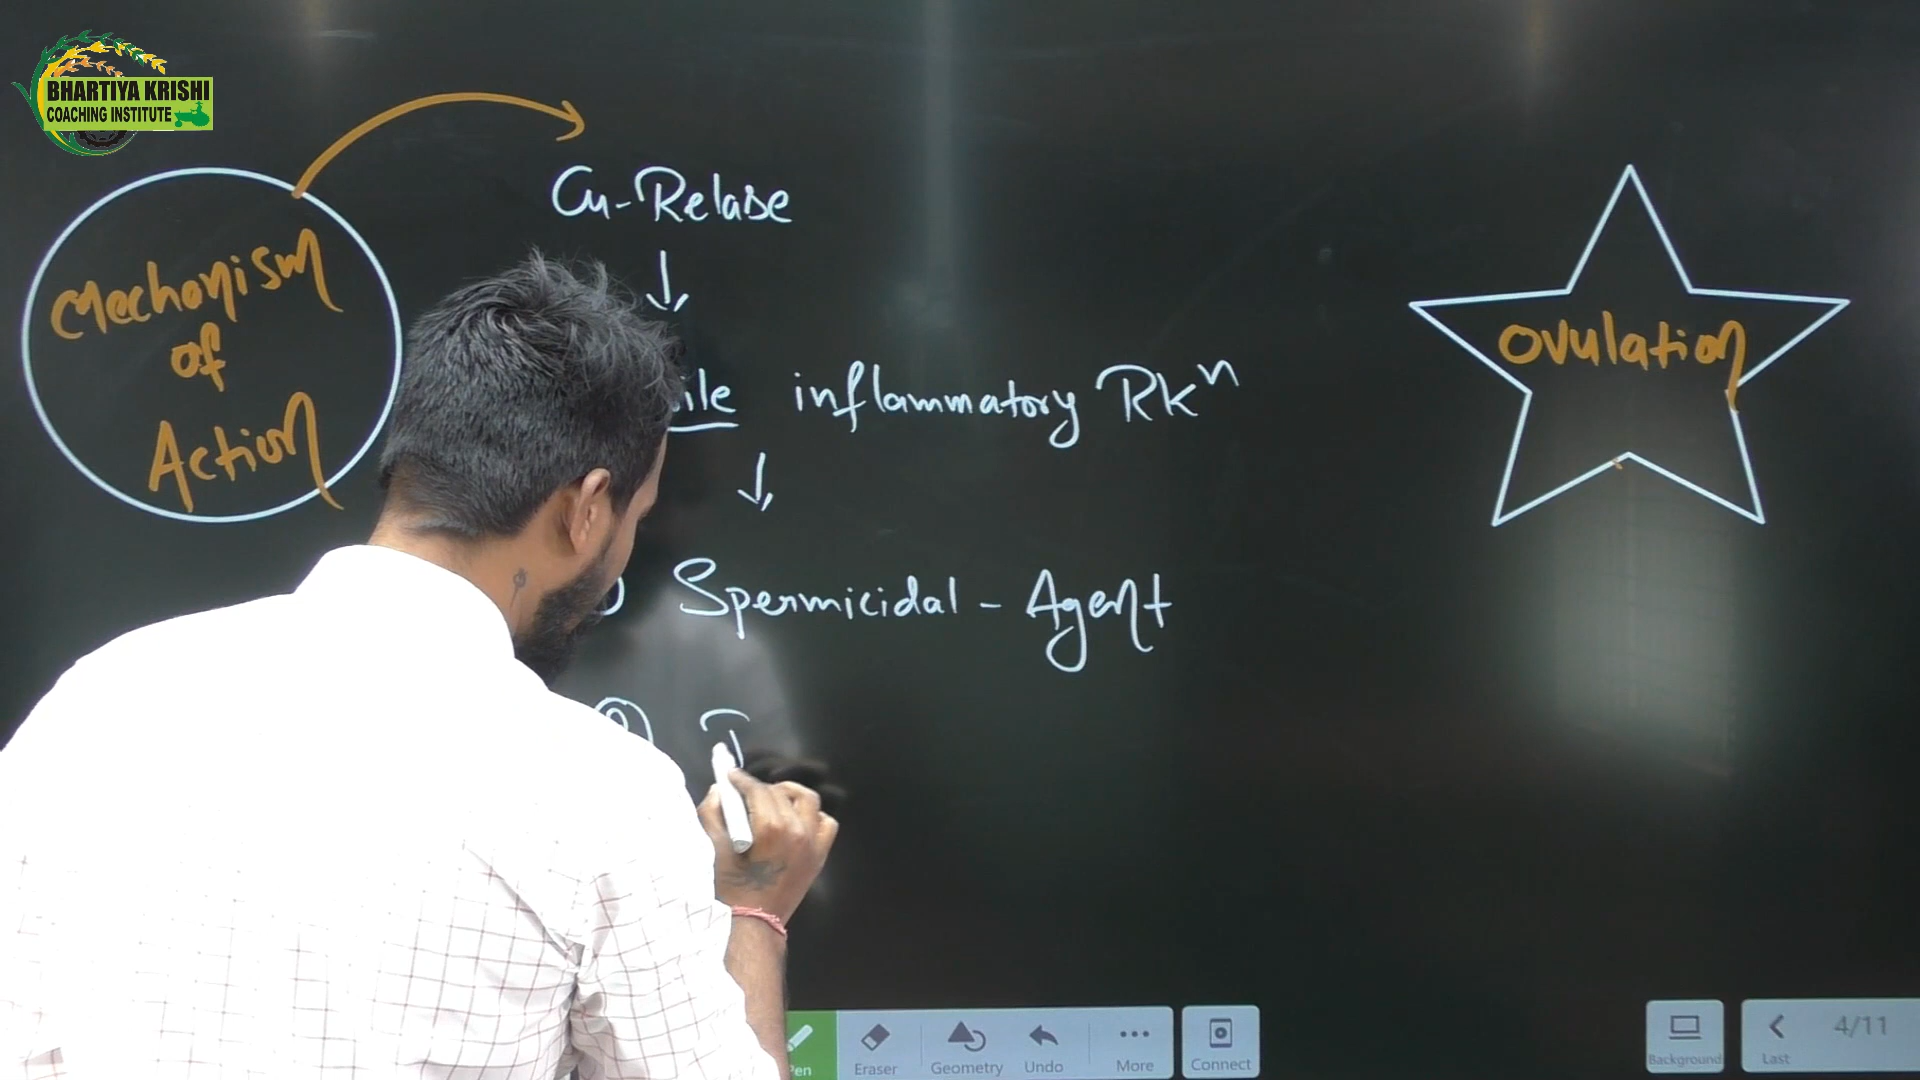 BHARTIYA KRISHI
COACHING INSTITUTE
Cu-Relase
Mechanism
of
Action
inflammatory RKⁿ
Spermicidal - Agent
Ovulation
Eraser
Geometry
Undo
More
Connect
Background
Last
4/11